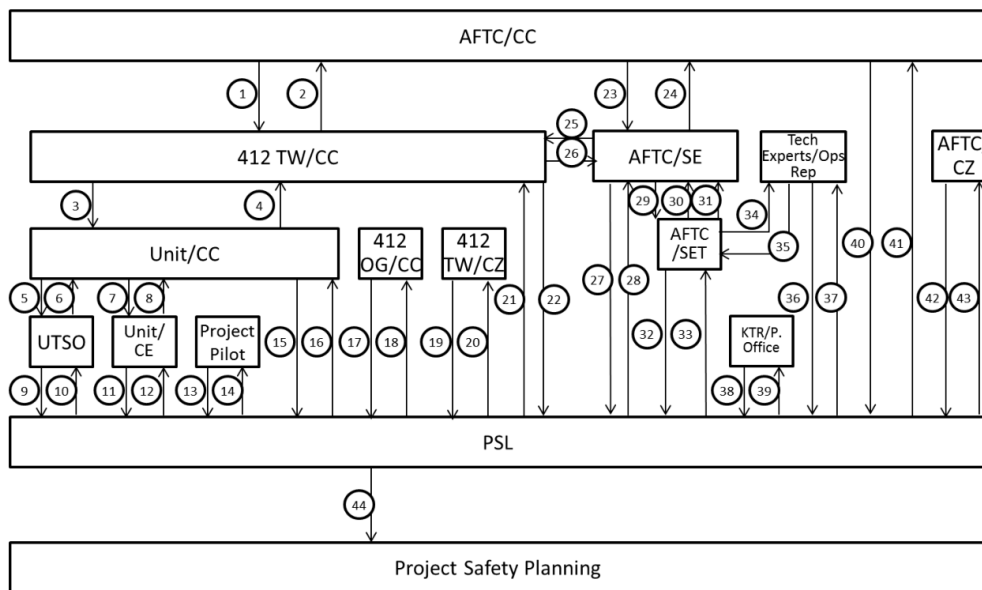 AFTC/CC
1
2
23
24
25
26
412 TW/CC
AFTC/SE
Tech
Experts/Ops
Rep
AFTC/
CZ
3
4
29
30
31
34
40
41
Unit/CC
412
OG/CC
412
TW/CZ
AFTC
/SET
35
5
6
7
8
21
22
27
28
36
37
42
43
UTSO
Unit/
CE
Project
Pilot
15
16
17
18
19
20
32
33
KTR/P.
Office
9
10
11
12
13
14
38
39
PSL
44
Project Safety Planning